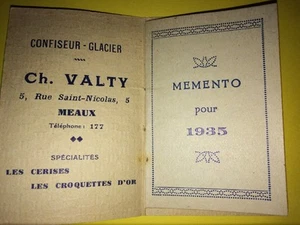 CONFISEUR - GLACIER
Ch. VALTY
5, Rue Saint-Nicolas, 5
MEAUX
Téléphone : 177
SPÉCIALITÉS
LES CERISES
LES CROQUETTES D'OR
MEMENTO
pour
1935